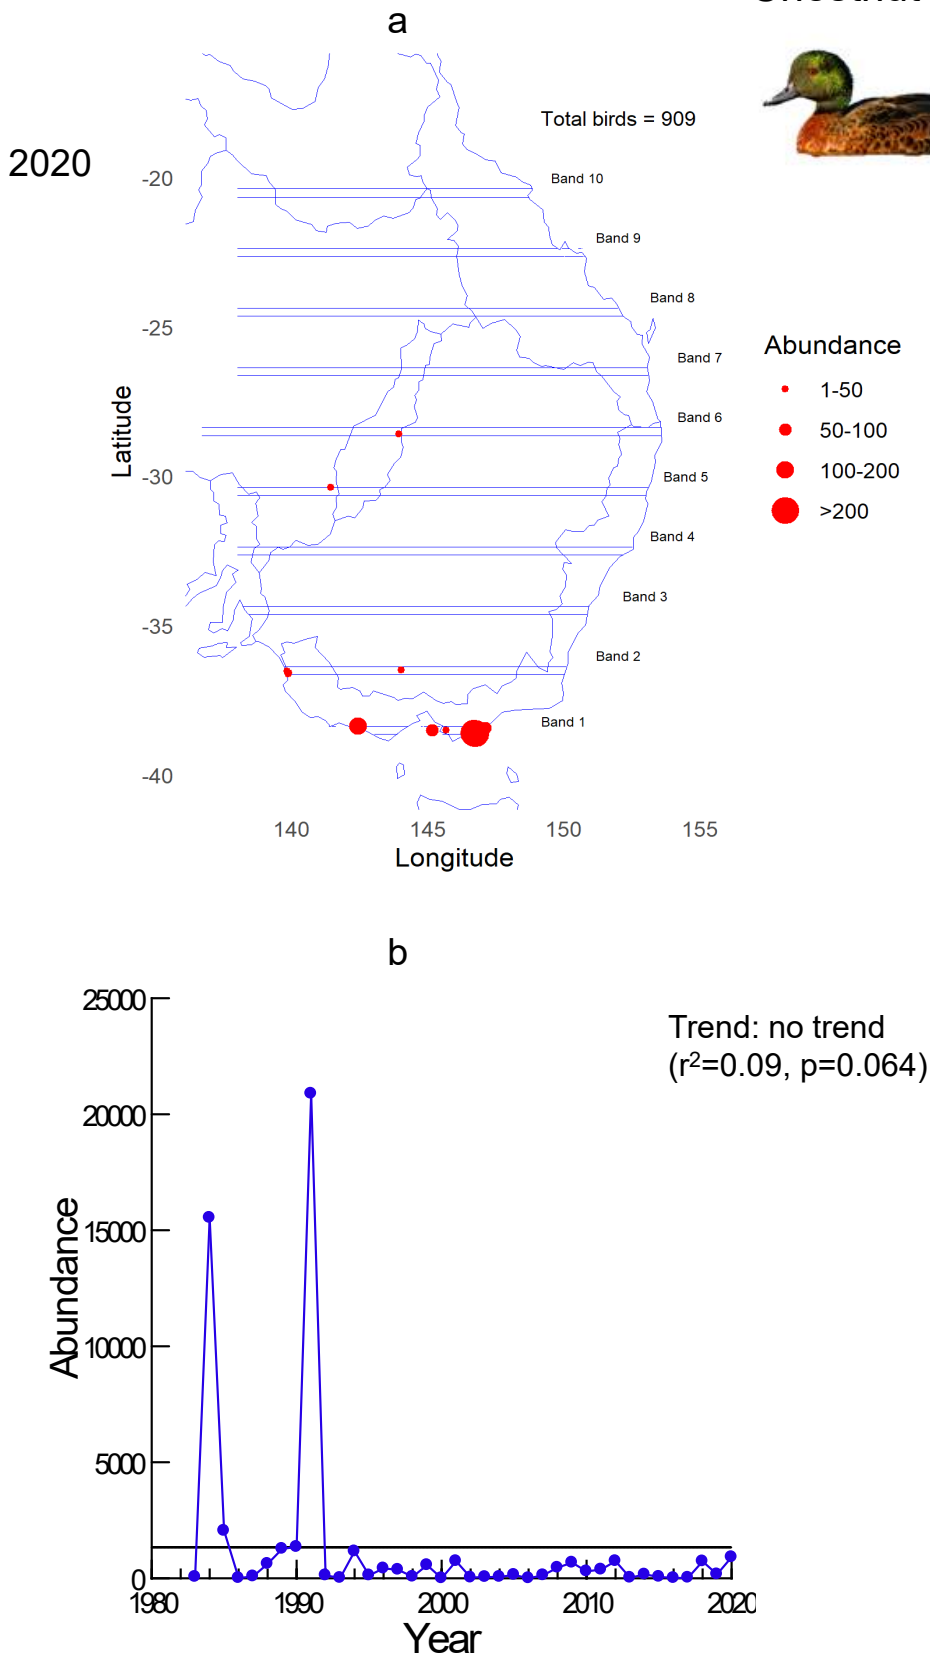 a
Total birds = 909
2020
-20
-25
-30
-35
-40
Latitude
Band 10
Band 9
Band 8
Band 7
Band 6
Band 5
Band 4
Band 3
Band 2
Band 1
140 145 150 155
Longitude
Abundance
1-50
50-100
100-200
>200
b
Trend: no trend
(r²=0.09, p=0.064)
25000
20000
15000
10000
5000
0
Abundance
1980 1990 2000 2010 2020
Year